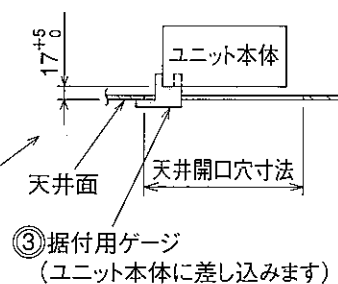 17+5 0
ユニット本体
天井面
天井開口穴寸法
③据付用ゲージ
(ユニット本体に差し込みます)